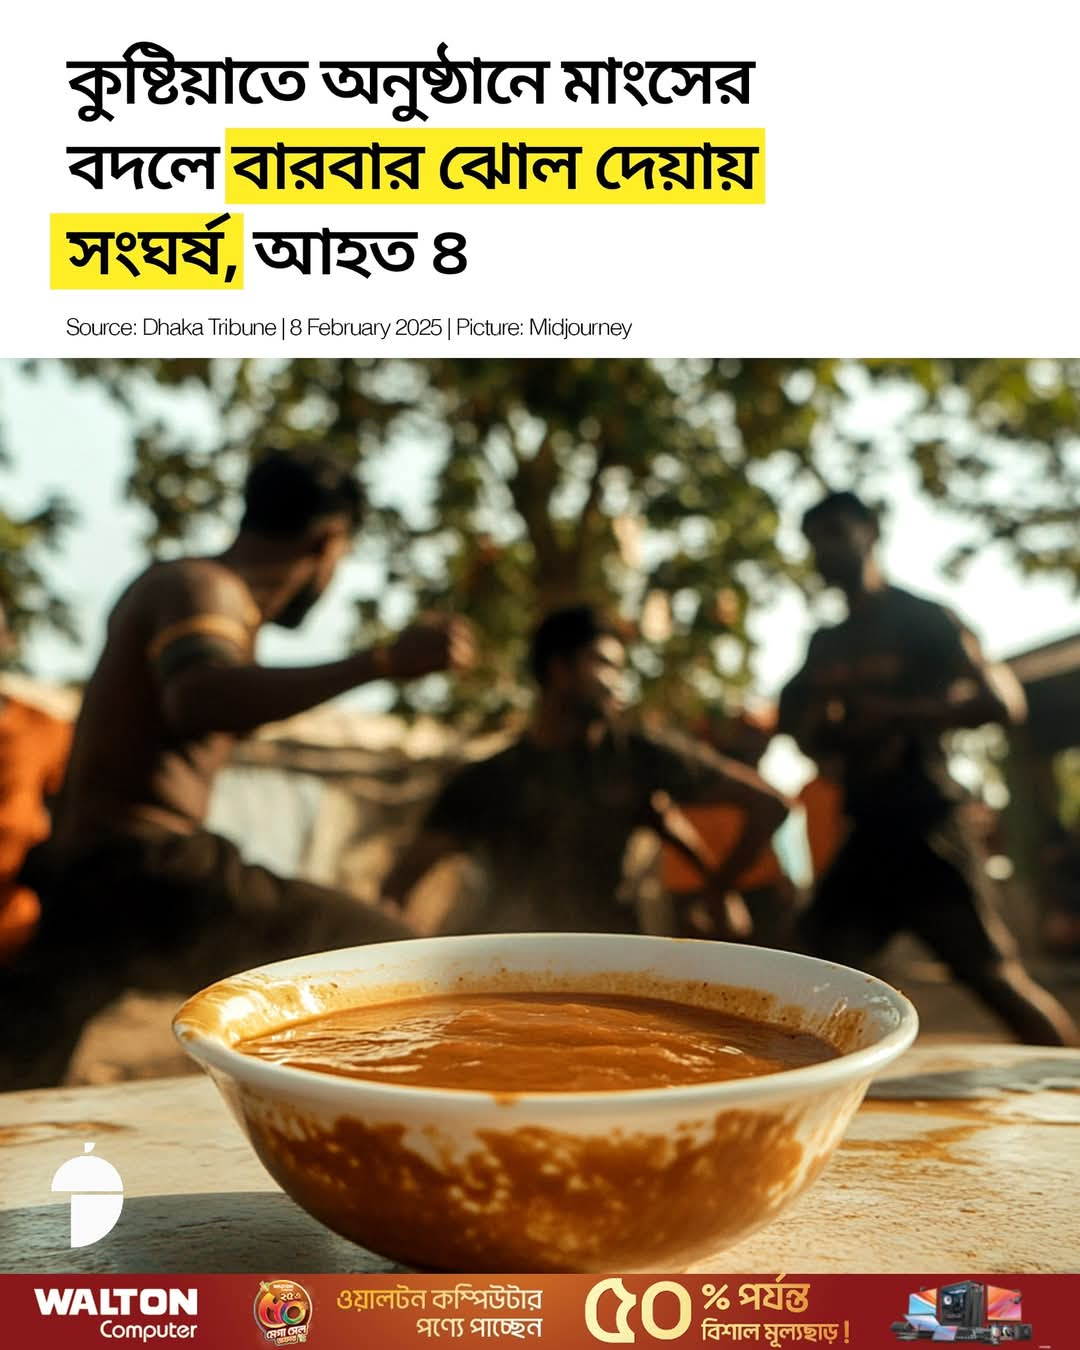 কুষ্টিয়াতে অনুষ্ঠানে মাংসের
বদলে বারবার ঝোল দেয়ায়
সংঘর্ষ, আহত ৪
Source: Dhaka Tribune | 8 February 2025 | Picture: Midjourney
WALTON
Computer
মেগা সেল
ওয়ালটন কম্পিউটার
পণ্যে পাচ্ছেন
৫০% পর্যন্ত
বিশাল মূল্যছাড়!